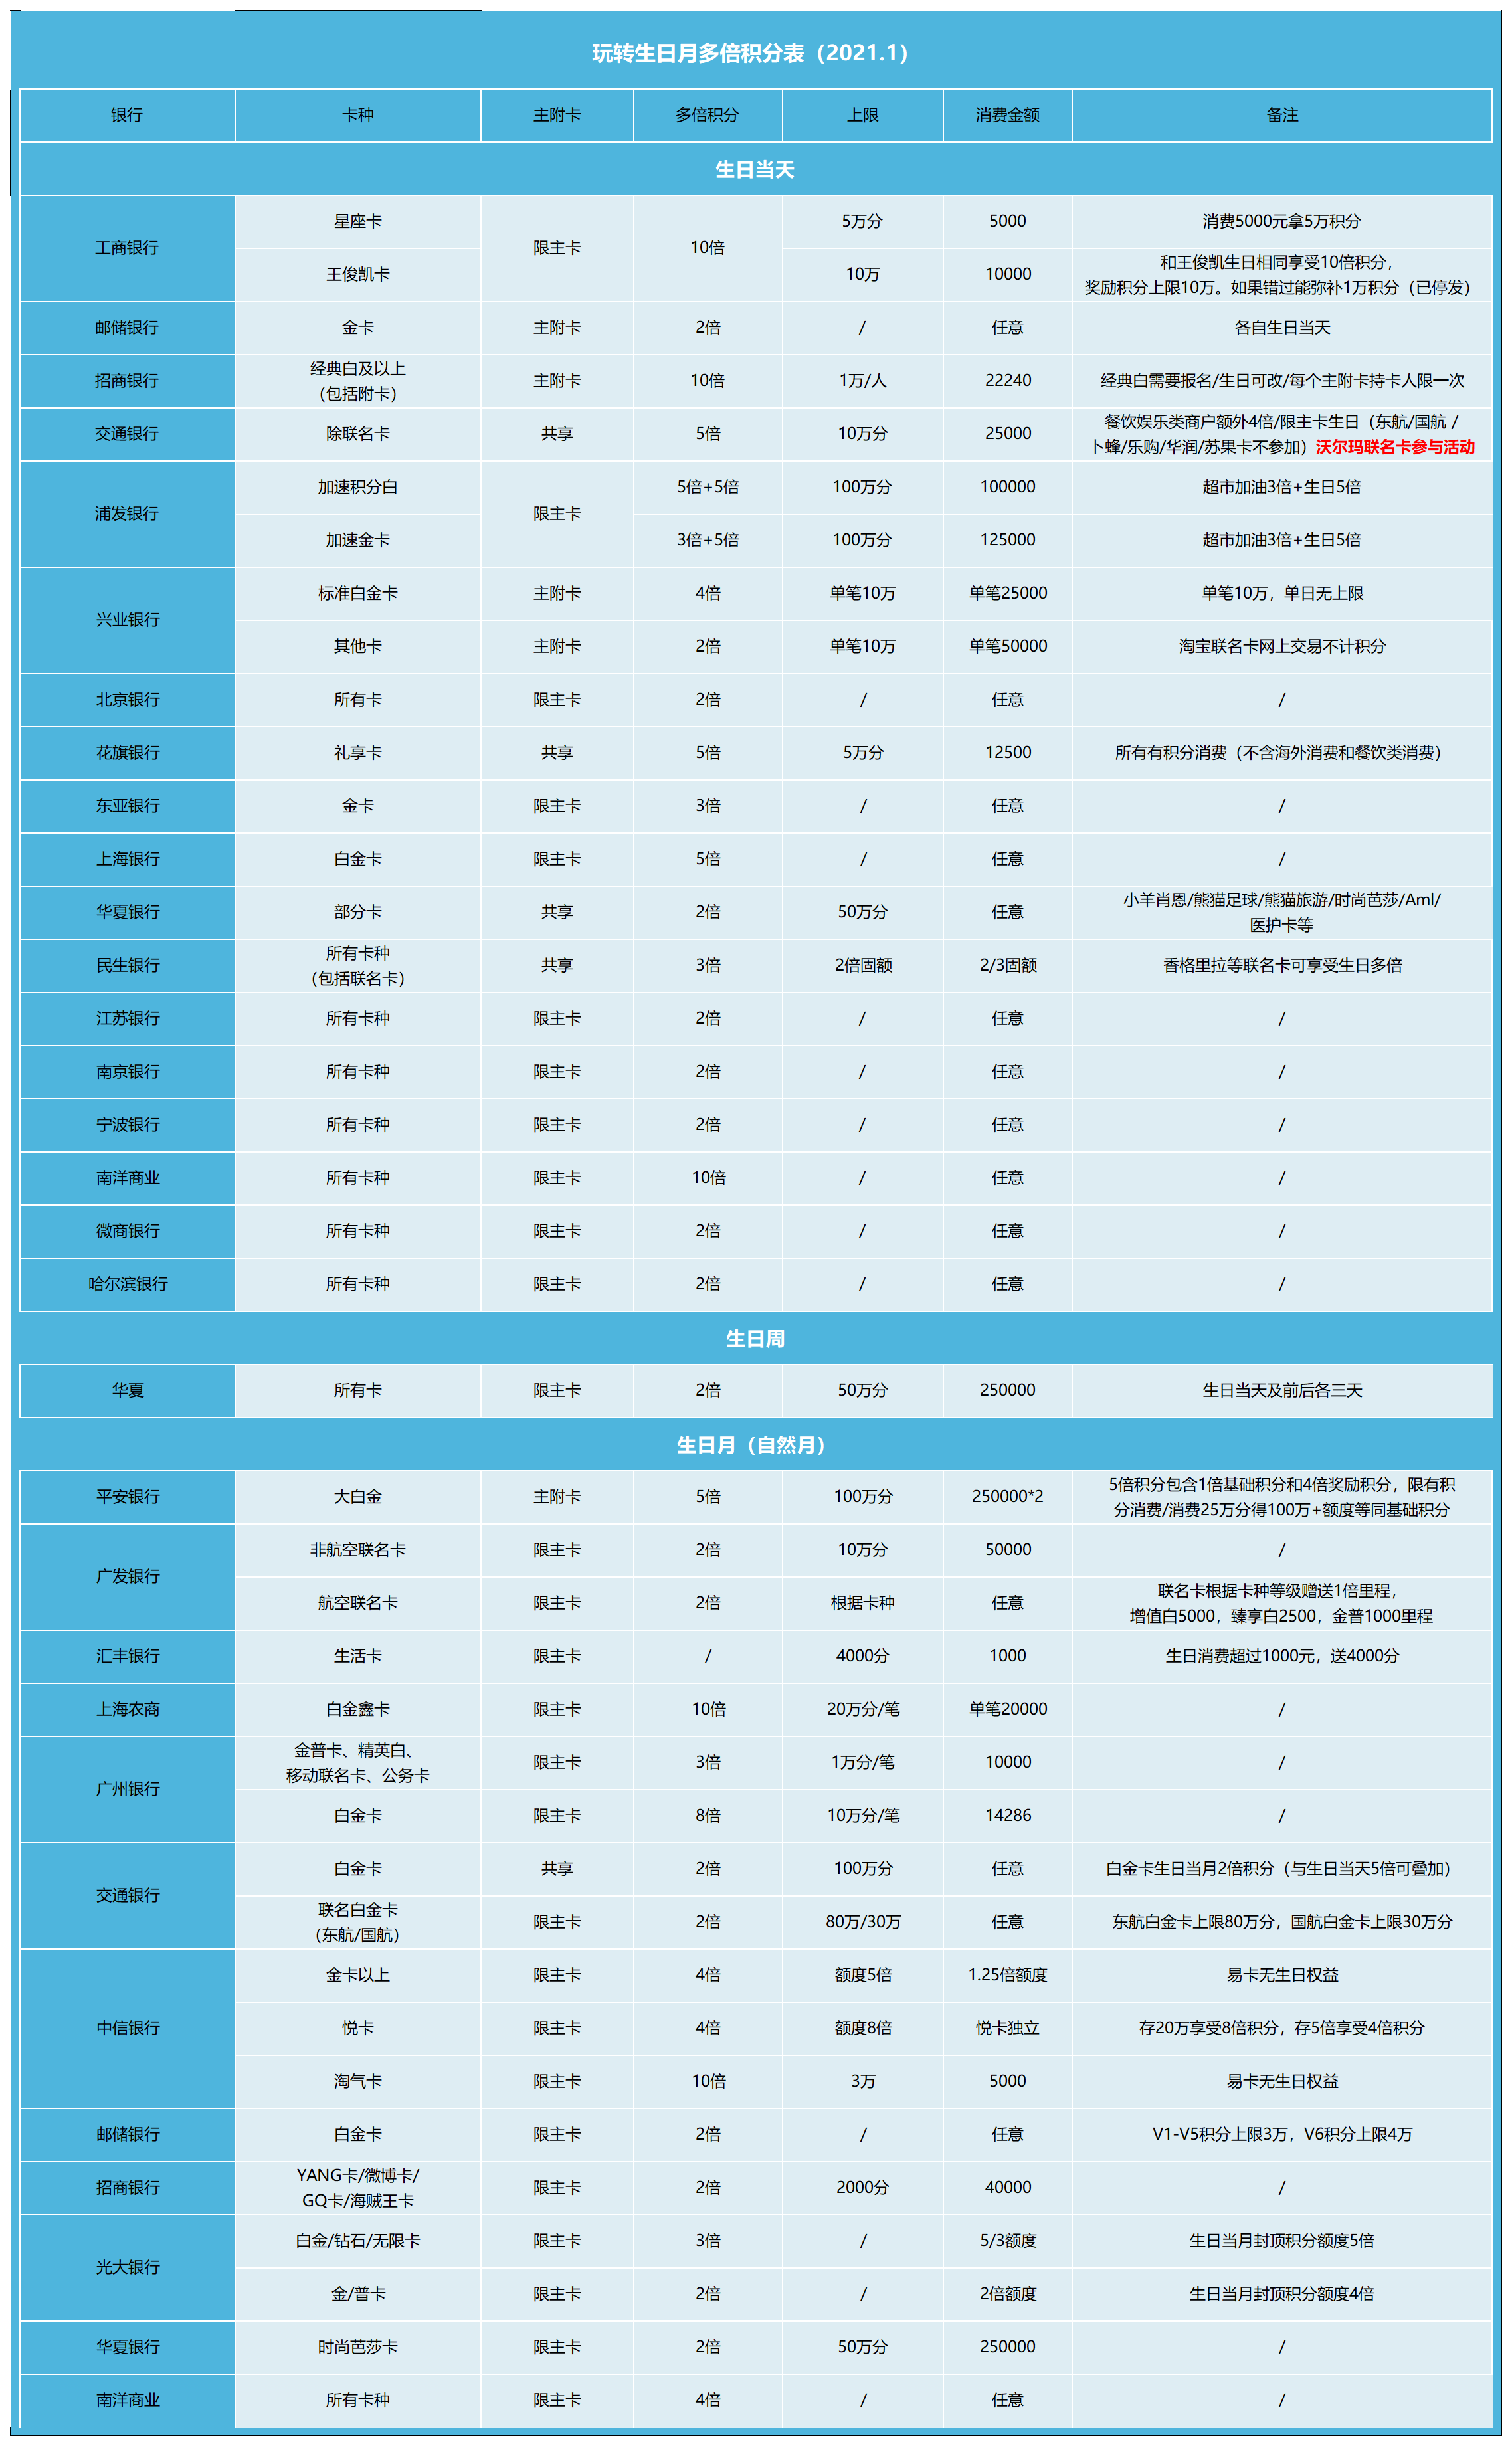 玩转生日月多倍积分表（2021.1）
银行 卡种 主附卡 多倍积分 上限 消费金额 备注
生日当天
工商银行 星座卡 限主卡 10倍 5万分 5000 消费5000元拿5万积分
王俊凯卡 10万 10000 和王俊凯生日相同享受10倍积分，
奖励积分上限10万。如果错过能弥补1万积分（已停发）
邮储银行 金卡 主附卡 2倍 / 任意 各自生日当天
招商银行 经典白及以上
（包括附卡） 主附卡 10倍 1万/人 22240 经典白需要报名/生日可改/每个主附卡持卡人限一次
交通银行 除联名卡 共享 5倍 10万分 25000 餐饮娱乐类商户额外4倍/限主卡生日（东航/国航 /
卜蜂/乐购/华润/苏果卡不参加）沃尔玛联名卡参与活动
浦发银行 加速积分白 限主卡 5倍+5倍 100万分 100000 超市加油3倍+生日5倍
加速金卡 3倍+5倍 100万分 125000 超市加油3倍+生日5倍
兴业银行 标准白金卡 主附卡 4倍 单笔10万 单笔25000 单笔10万，单日无上限
其他卡 主附卡 2倍 单笔10万 单笔50000 淘宝联名卡网上交易不计积分
北京银行 所有卡 限主卡 2倍 / 任意 /
花旗银行 礼享卡 共享 5倍 5万分 12500 所有有积分消费（不含海外消费和餐饮类消费）
东亚银行 金卡 限主卡 3倍 / 任意 /
上海银行 白金卡 限主卡 5倍 / 任意 /
华夏银行 部分卡 共享 2倍 50万分 任意 小羊肖恩/熊猫足球/熊猫旅游/时尚芭莎/Aml/
医护卡等
民生银行 所有卡种
（包括联名卡） 共享 3倍 2倍固额 2/3固额 香格里拉等联名卡可享受生日多倍
江苏银行 所有卡种 限主卡 2倍 / 任意 /
南京银行 所有卡种 限主卡 2倍 / 任意 /
宁波银行 所有卡种 限主卡 2倍 / 任意 /
南洋商业 所有卡种 限主卡 10倍 / 任意 /
微商银行 所有卡种 限主卡 2倍 / 任意 /
哈尔滨银行 所有卡种 限主卡 2倍 / 任意 /
生日周
华夏 所有卡 限主卡 2倍 50万分 250000 生日当天及前后各三天
生日月（自然月）
平安银行 大白金 主附卡 5倍 100万分 250000*2 5倍积分包含1倍基础积分和4倍奖励积分，限有积
分消费/消费25万分得100万+额度等同基础积分
广发银行 非航空联名卡 限主卡 2倍 10万分 50000 /
航空联名卡 限主卡 2倍 根据卡种 任意 联名卡根据卡种等级赠送1倍里程，
增值白5000，臻享白2500，金普1000里程
汇丰银行 生活卡 限主卡 / 4000分 1000 生日消费超过1000元，送4000分
上海农商 白金鑫卡 限主卡 10倍 20万分/笔 单笔20000 /
广州银行 金普卡、精英白、
移动联名卡、公务卡 限主卡 3倍 1万分/笔 10000 /
白金卡 限主卡 8倍 10万分/笔 14286 /
交通银行 白金卡 共享 2倍 100万分 任意 白金卡生日当月2倍积分（与生日当天5倍可叠加）
联名白金卡
（东航/国航） 限主卡 2倍 80万/30万 任意 东航白金卡上限80万分，国航白金卡上限30万分
中信银行 金卡以上 限主卡 4倍 额度5倍 1.25倍额度 易卡无生日权益
悦卡 限主卡 4倍 额度8倍 悦卡独立 存20万享受8倍积分，存5倍享受4倍积分
淘气卡 限主卡 10倍 3万 5000 易卡无生日权益
邮储银行 白金卡 限主卡 2倍 / 任意 V1-V5积分上限3万，V6积分上限4万
招商银行 YANG卡/微博卡/
GQ卡/海贼王卡 限主卡 2倍 2000分 40000 /
光大银行 白金/钻石/无限卡 限主卡 3倍 / 5/3额度 生日当月封顶积分额度5倍
金/普卡 限主卡 2倍 / 2倍额度 生日当月封顶积分额度4倍
华夏银行 时尚芭莎卡 限主卡 2倍 50万分 250000 /
南洋商业 所有卡种 限主卡 4倍 / 任意 /